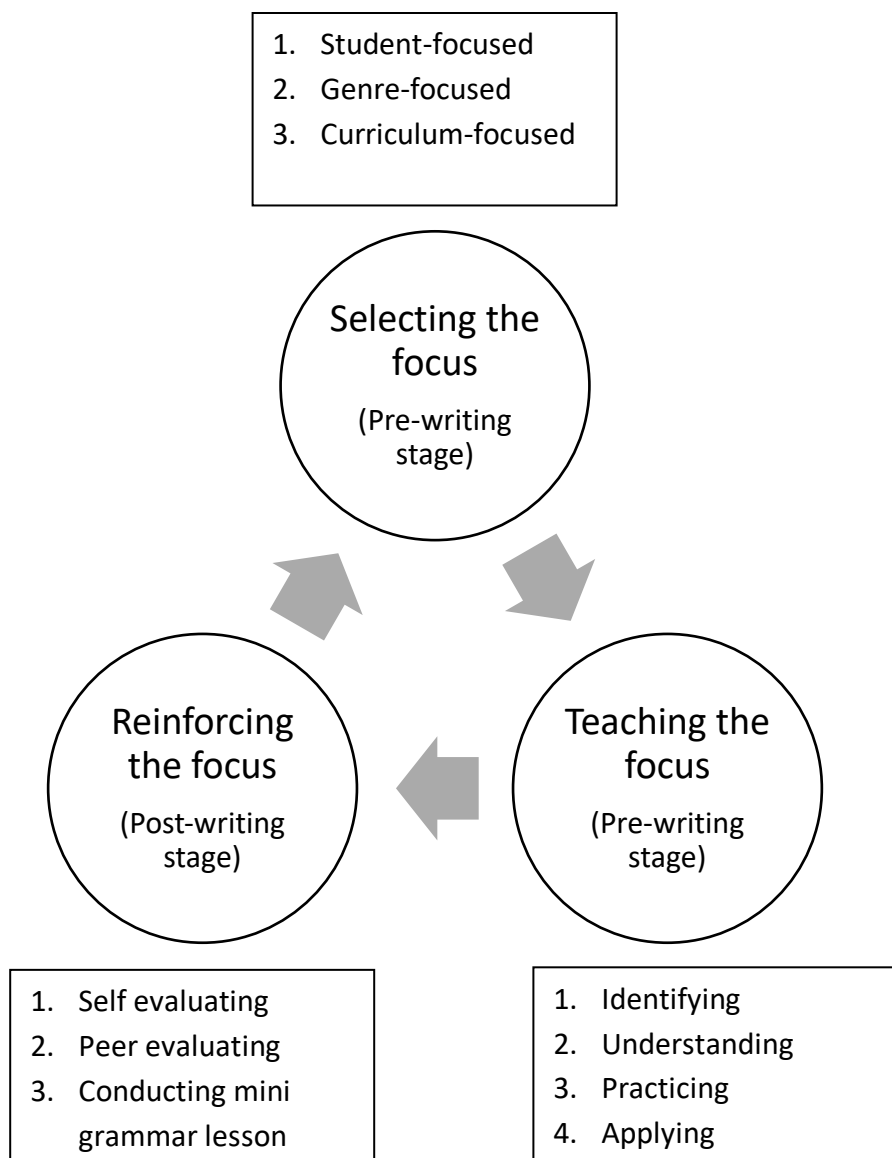 1. Student-focused
2. Genre-focused
3. Curriculum-focused
Selecting the
focus
(Pre-writing
stage)
Reinforcing
the focus
(Post-writing
stage)
Teaching the
focus
(Pre-writing
stage)
1. Self evaluating
2. Peer evaluating
3. Conducting mini
grammar lesson
1. Identifying
2. Understanding
3. Practicing
4. Applying